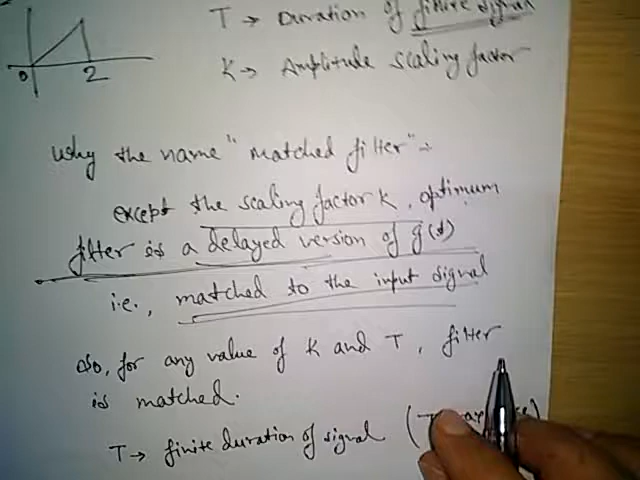 T → Duration of finite signal
0 2
K → Amplitude scaling factor
Why the name "matched filter" :-
except the scaling factor K, optimum
filter is a delayed version of g(t)
i.e., matched to the input signal
so, for any value of K and T, filter
is matched.
T → finite duration of signal (T